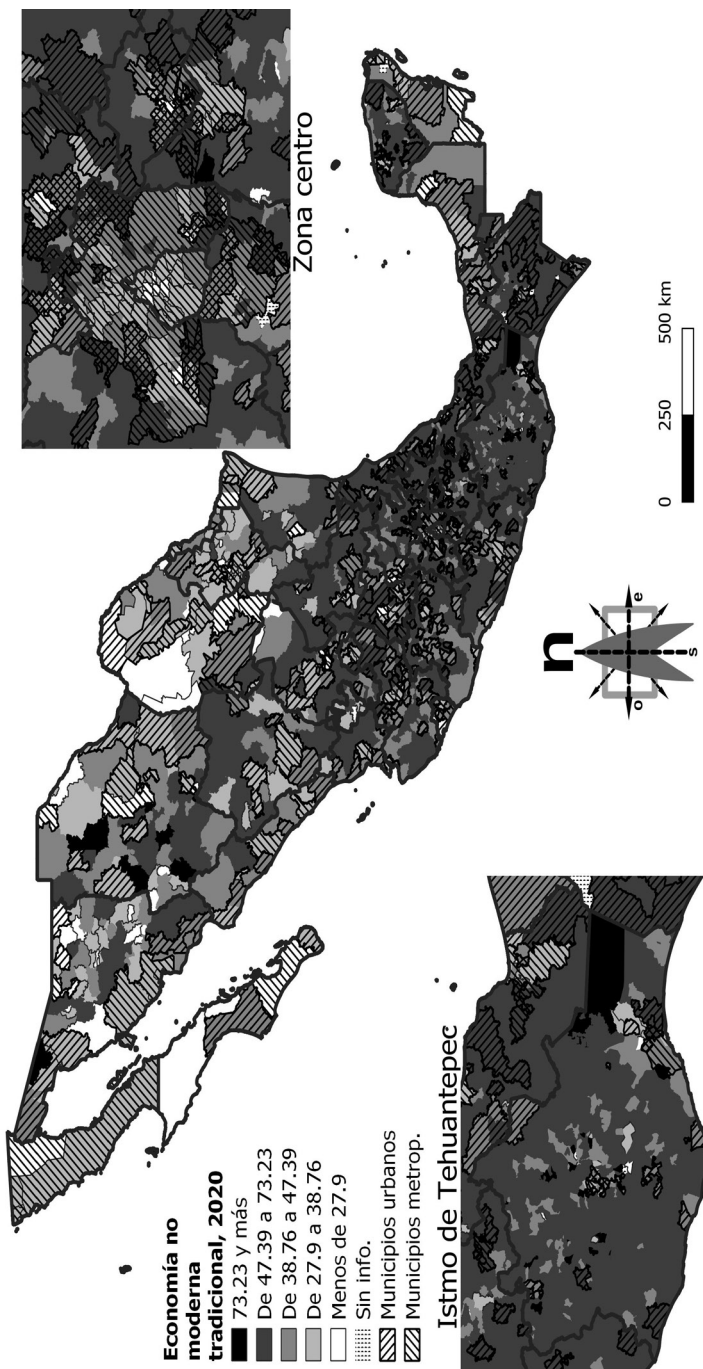 Zona centro
Economía no
moderna
tradicional, 2020
73.23 y más
De 47.39 a 73.23
De 38.76 a 47.39
De 27.9 a 38.76
Menos de 27.9
Sin info.
Municipios urbanos
Municipios metrop.
Istmo de Tehuantepec
n
o
e
s
0
250
500 km